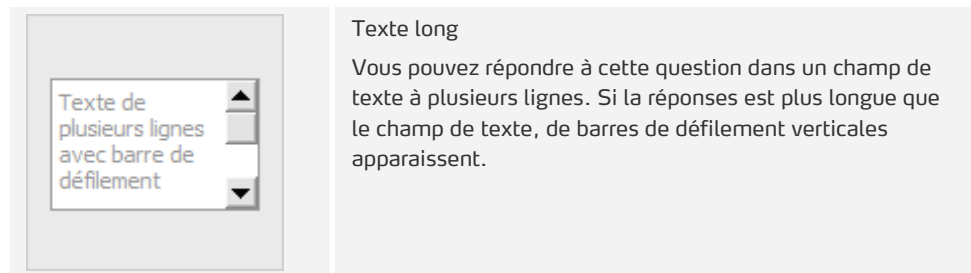 Texte de
plusieurs lignes
avec barre de
défilement
Texte long
Vous pouvez répondre à cette question dans un champ de
texte à plusieurs lignes. Si la réponses est plus longue que
le champ de texte, de barres de défilement verticales
apparaissent.